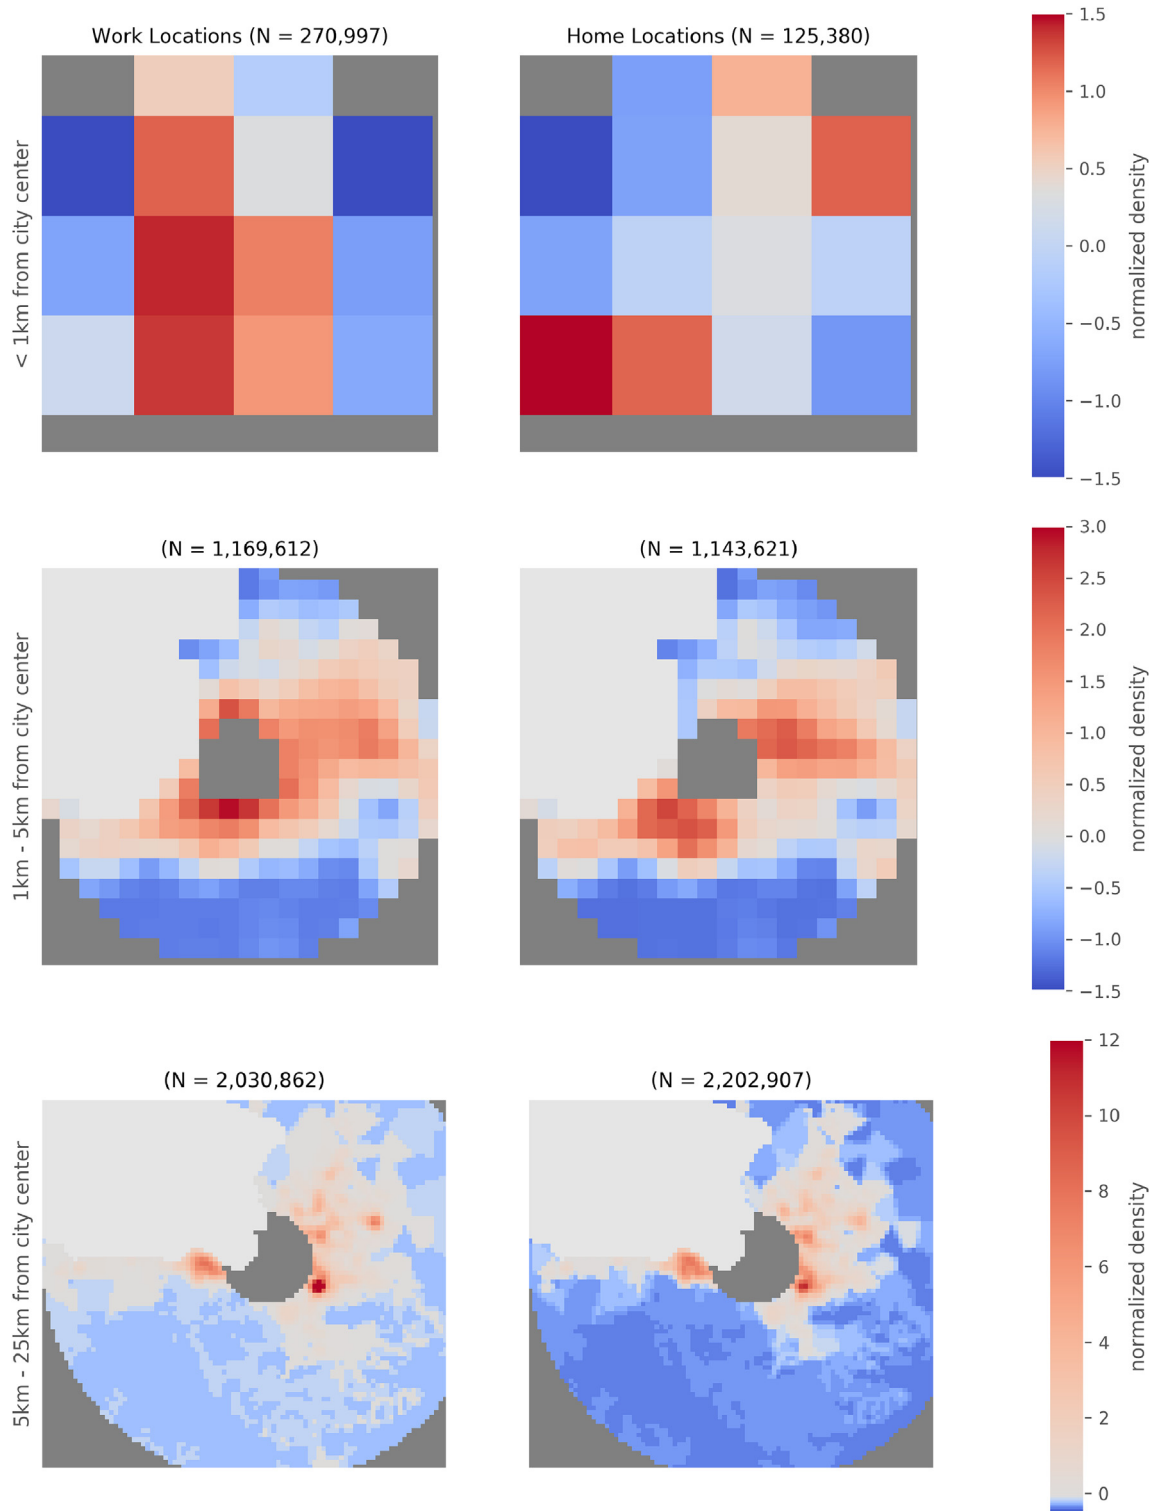 Work Locations (N = 270,997)
Home Locations (N = 125,380)
< 1km from city center
1.5
1.0
0.5
0.0
−0.5
−1.0
−1.5
normalized density
(N = 1,169,612)
(N = 1,143,621)
1km - 5km from city center
3.0
2.5
2.0
1.5
1.0
0.5
0.0
−0.5
−1.0
−1.5
normalized density
(N = 2,030,862)
(N = 2,202,907)
5km - 25km from city center
12
10
8
6
4
2
0
normalized density